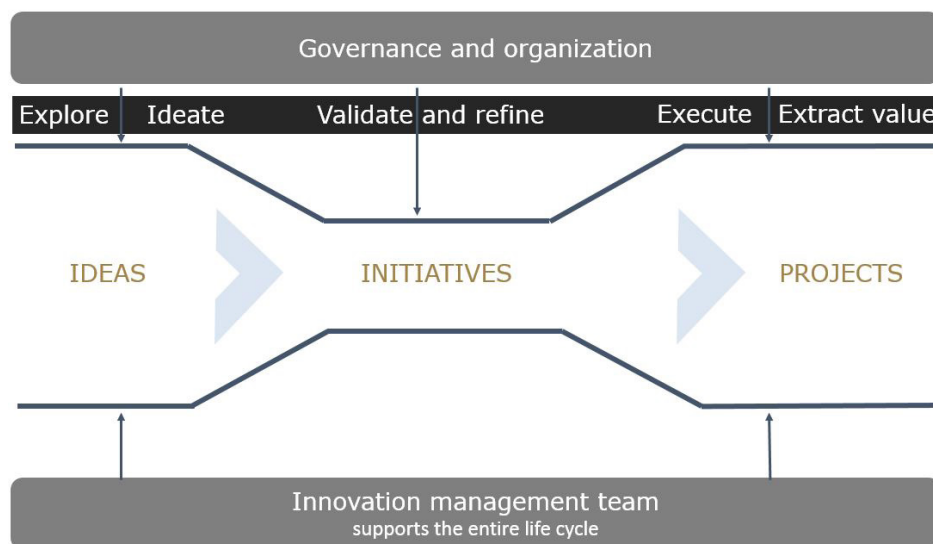 Governance and organization
Explore Ideate Validate and refine Execute Extract value
IDEAS INITIATIVES PROJECTS
Innovation management team
supports the entire life cycle